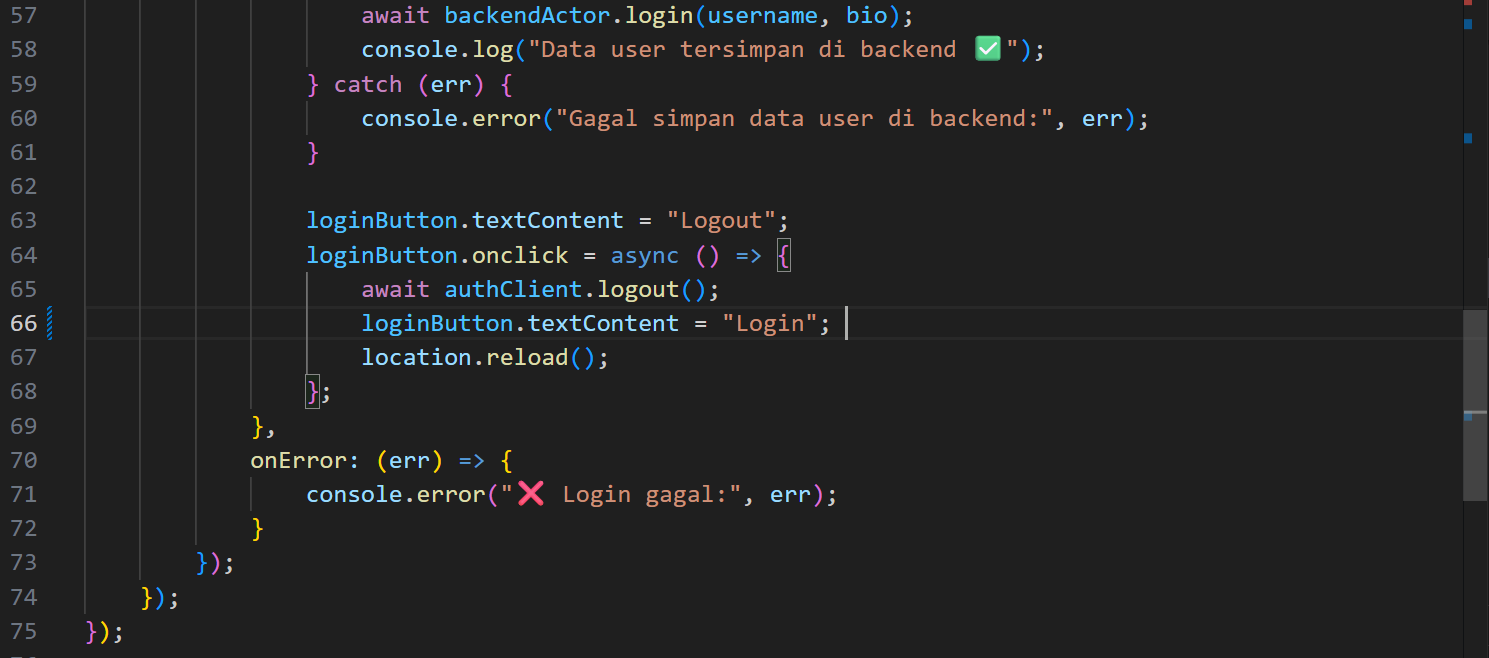 57 await backendActor.login(username, bio);
58 console.log("Data user tersimpan di backend ✅");
59 } catch (err) {
60 console.error("Gagal simpan data user di backend:", err);
61 }
62
63 loginButton.textContent = "Logout";
64 loginButton.onclick = async () => {
65 await authClient.logout();
66 loginButton.textContent = "Login";
67 location.reload();
68 };
69 },
70 onError: (err) => {
71 console.error("❌ Login gagal:", err);
72 }
73 });
74 });
75 });